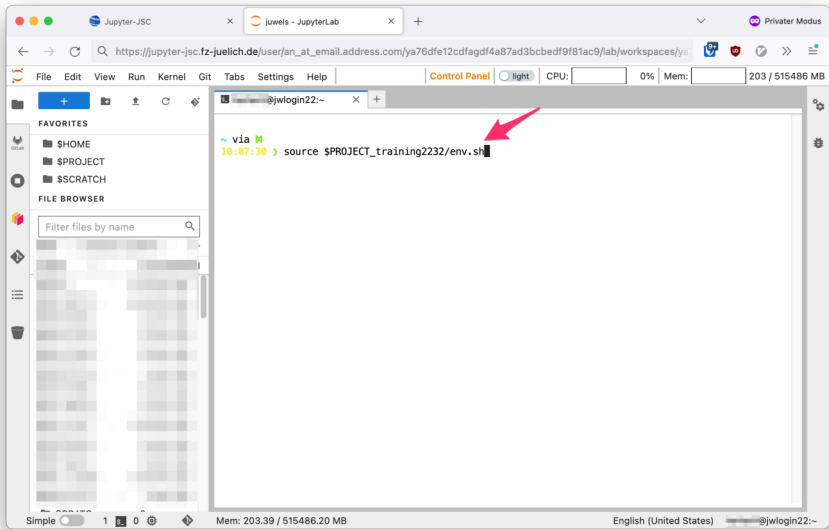 Jupyter-JSC
juwels - JupyterLab
Privater Modus
https://jupyter-jsc.fz-juelich.de/user/an_at_email.address.com/ya76dfe12cdfagdf4a87ad3bcbedf9f81ac9/lab/workspaces/ya
9+
File Edit View Run Kernel Git Tabs Settings Help
Control Panel light CPU: 0% Mem: 203 / 515486 MB
@jwlogin22:~
FAVORITES
$HOME
$PROJECT
$SCRATCH
FILE BROWSER
Filter files by name
~ via
10:07:30 ❯ source $PROJECT_training2232/env.sh
Simple 1 0 Mem: 203.39 / 515486.20 MB English (United States) @jwlogin22:~